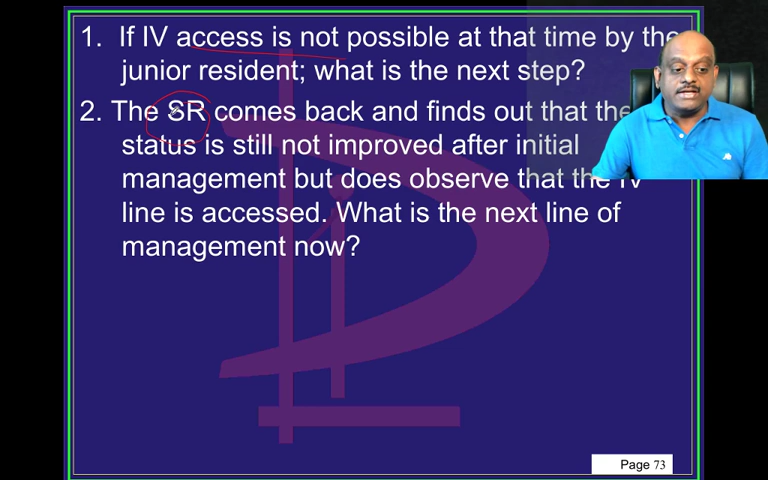 1. If IV access is not possible at that time by the
junior resident; what is the next step?
2. The SR comes back and finds out that the
status is still not improved after initial
management but does observe that the IV
line is accessed. What is the next line of
management now?
Page 73